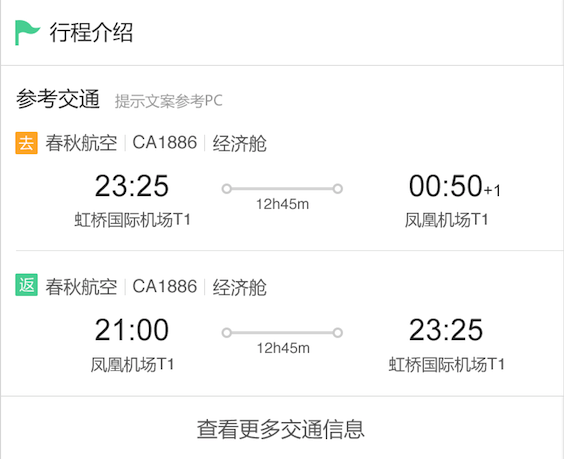 行程介绍
参考交通 提示文案参考PC
去 春秋航空 CA1886 经济舱
23:25 12h45m 00:50+1
虹桥国际机场T1 凤凰机场T1
返 春秋航空 CA1886 经济舱
21:00 12h45m 23:25
凤凰机场T1 虹桥国际机场T1
查看更多交通信息